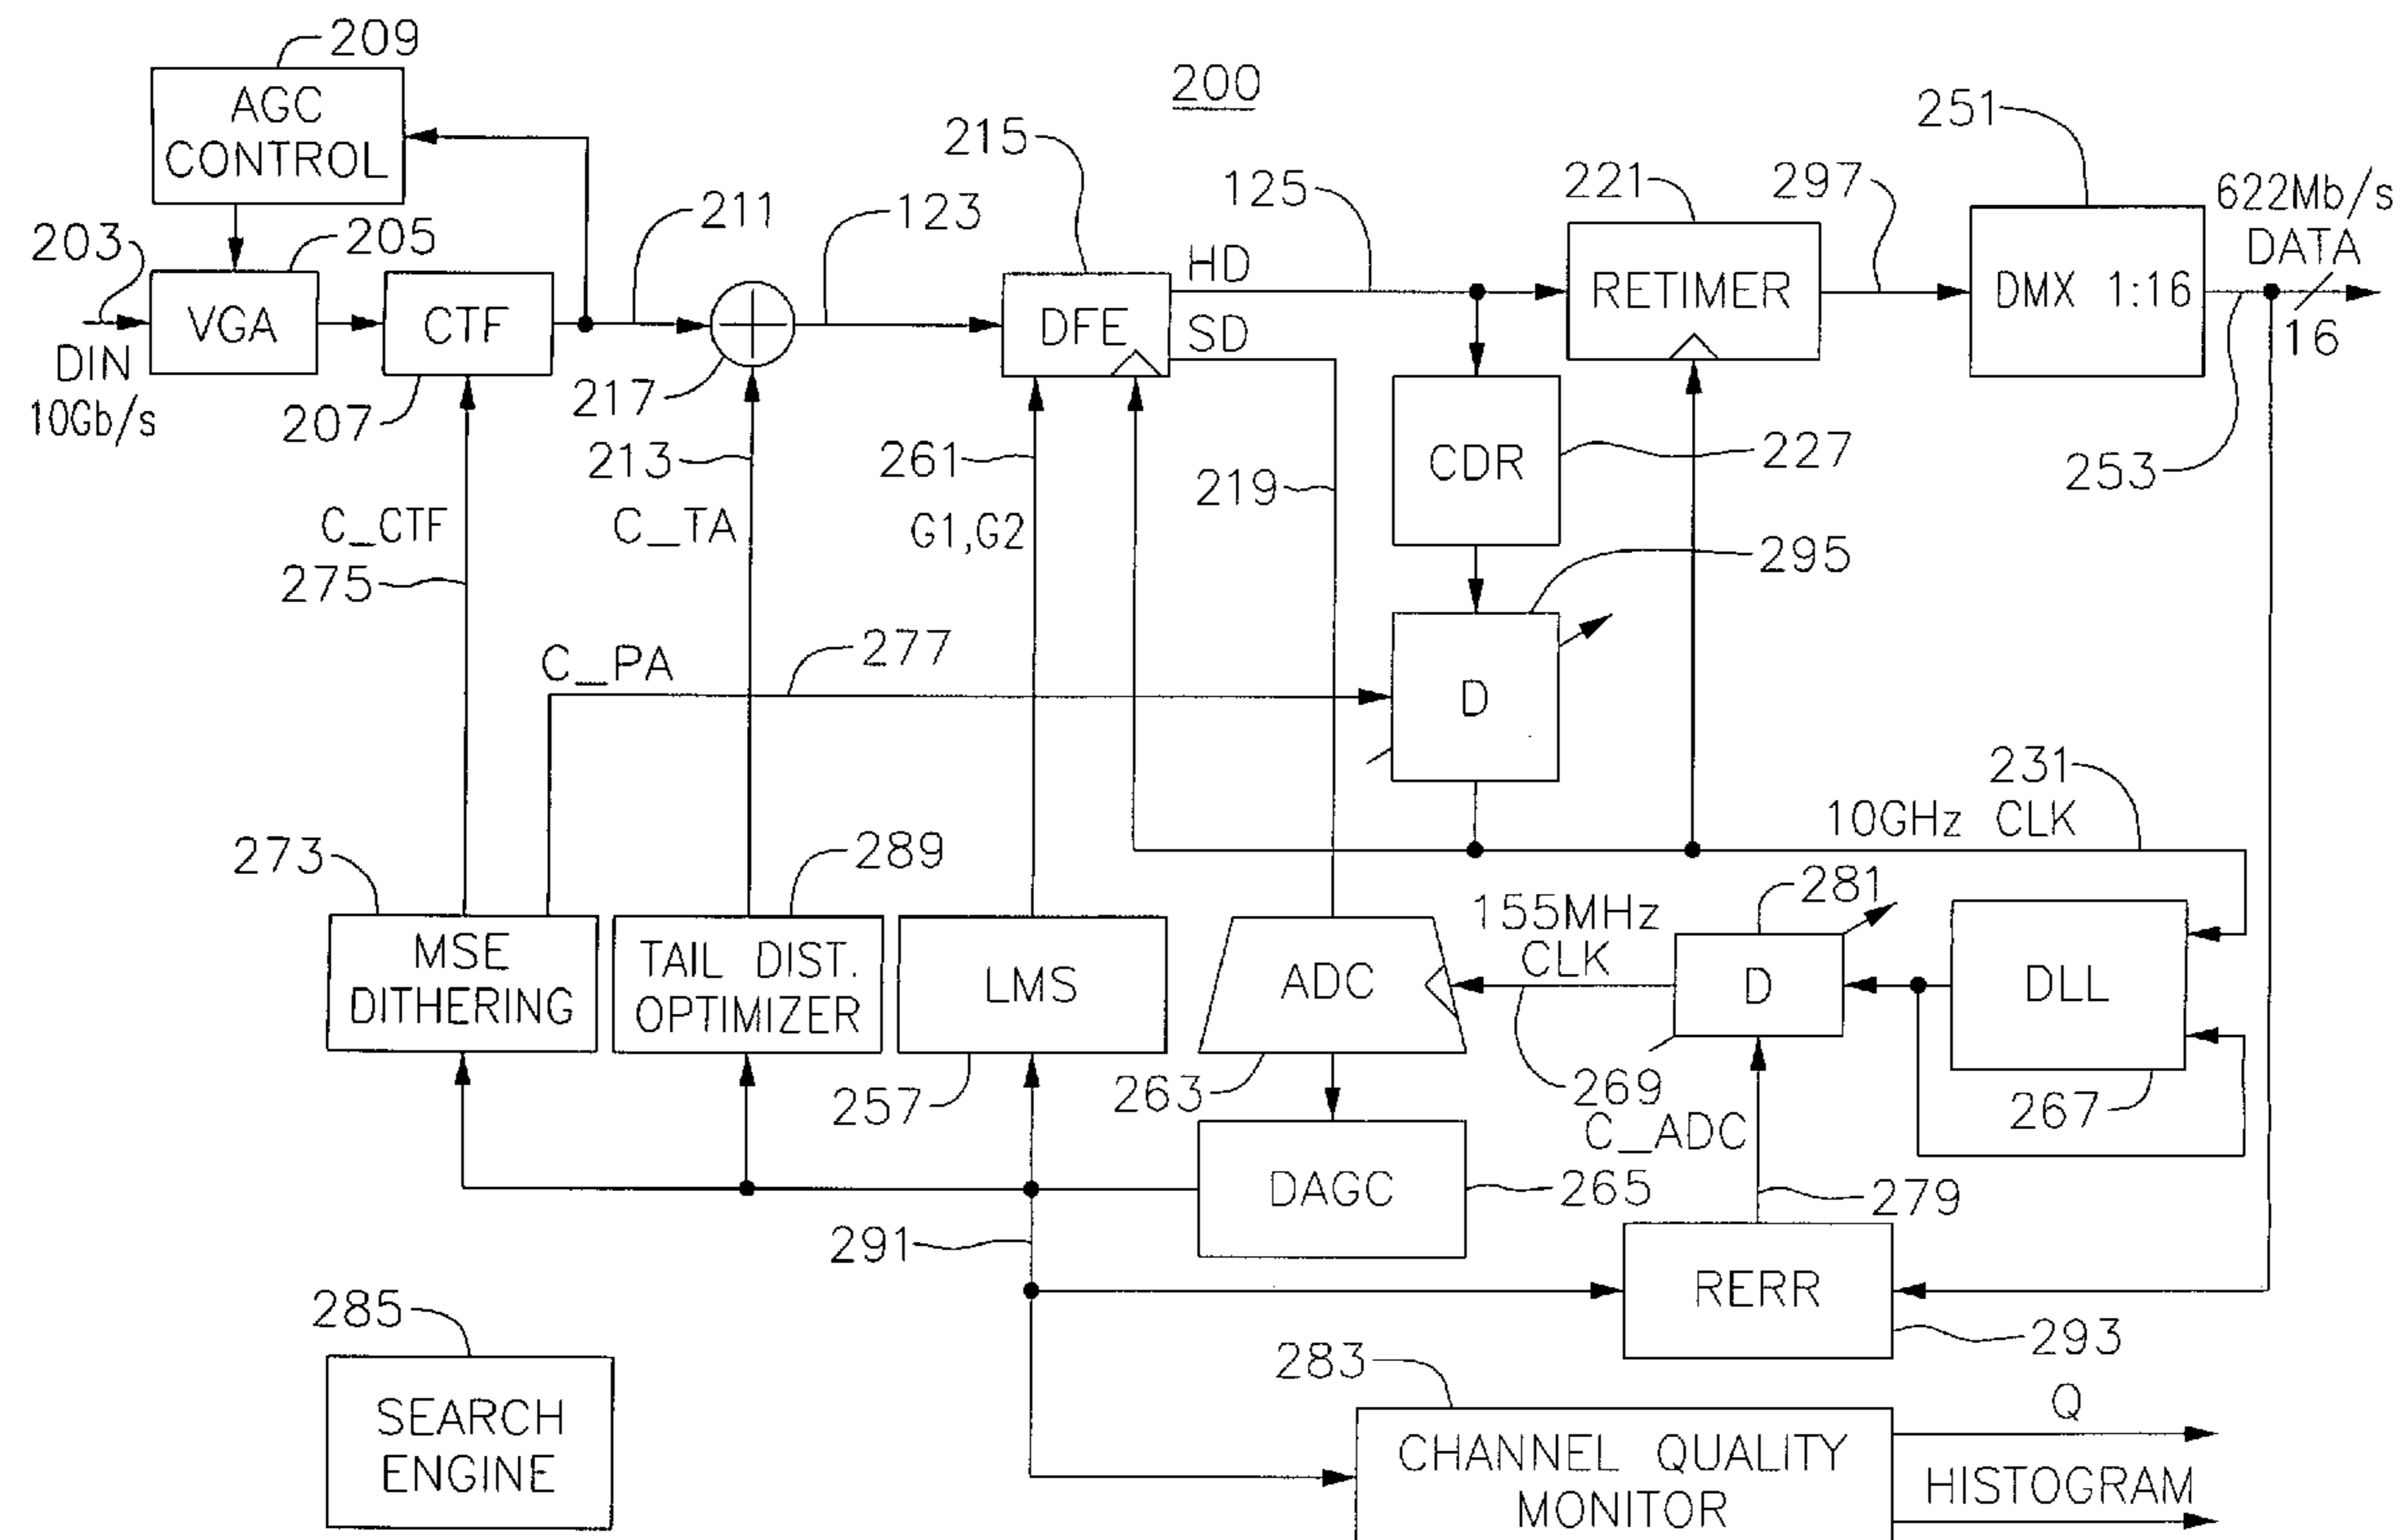 209
AGC
CONTROL
200
203
205
VGA
CTF
DIN
10Gb/s
207
211
123
217
213
C_TA
215
DFE
HD
SD
125
221
RETIMER
297
251
DMX 1:16
622Mb/s
DATA
16
253
CDR
227
219
261
G1,G2
C_CTF
275
C_PA
277
295
D
231
10GHz CLK
273
MSE
DITHERING
289
TAIL DIST.
OPTIMIZER
LMS
257
ADC
263
155MHz
CLK
269
281
D
DLL
267
C_ADC
279
DAGC
265
291
RERR
293
285
SEARCH
ENGINE
283
CHANNEL QUALITY
MONITOR
Q
HISTOGRAM